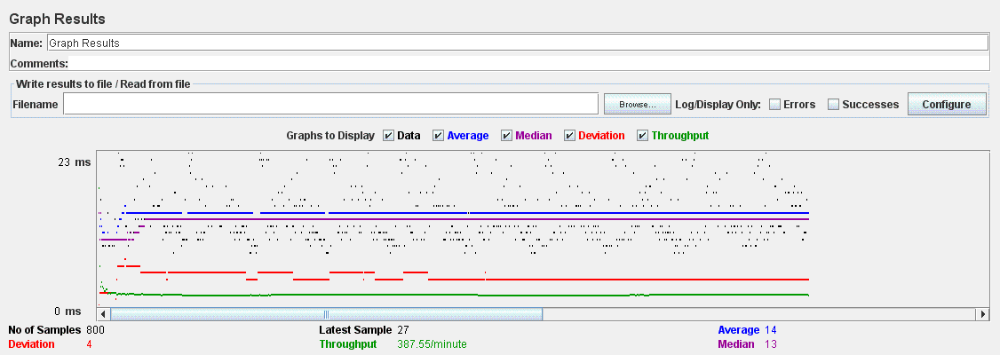 Graph Results
Name: Graph Results
Comments:
Write results to file / Read from file
Filename Browse... Log/Display Only: Errors Successes Configure
Graphs to Display Data Average Median Deviation Throughput
23 ms
0 ms
No of Samples 800 Latest Sample 27 Average 14
Deviation 4 Throughput 387.55/minute Median 13